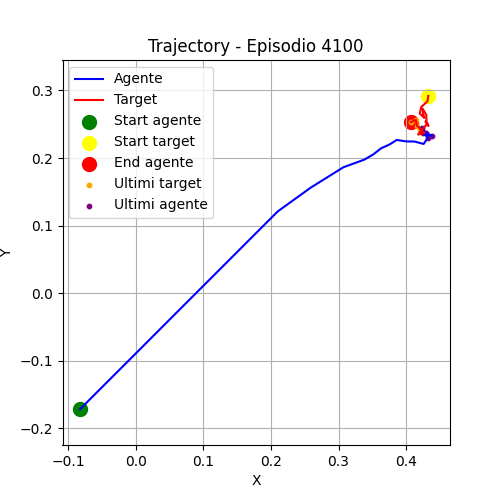 Trajectory - Episodio 4100
Agente
Target
Start agente
Start target
End agente
Ultimi target
Ultimi agente
0.3
0.2
0.1
0.0
−0.1
−0.2
Y
−0.1
0.0
0.1
0.2
0.3
0.4
X